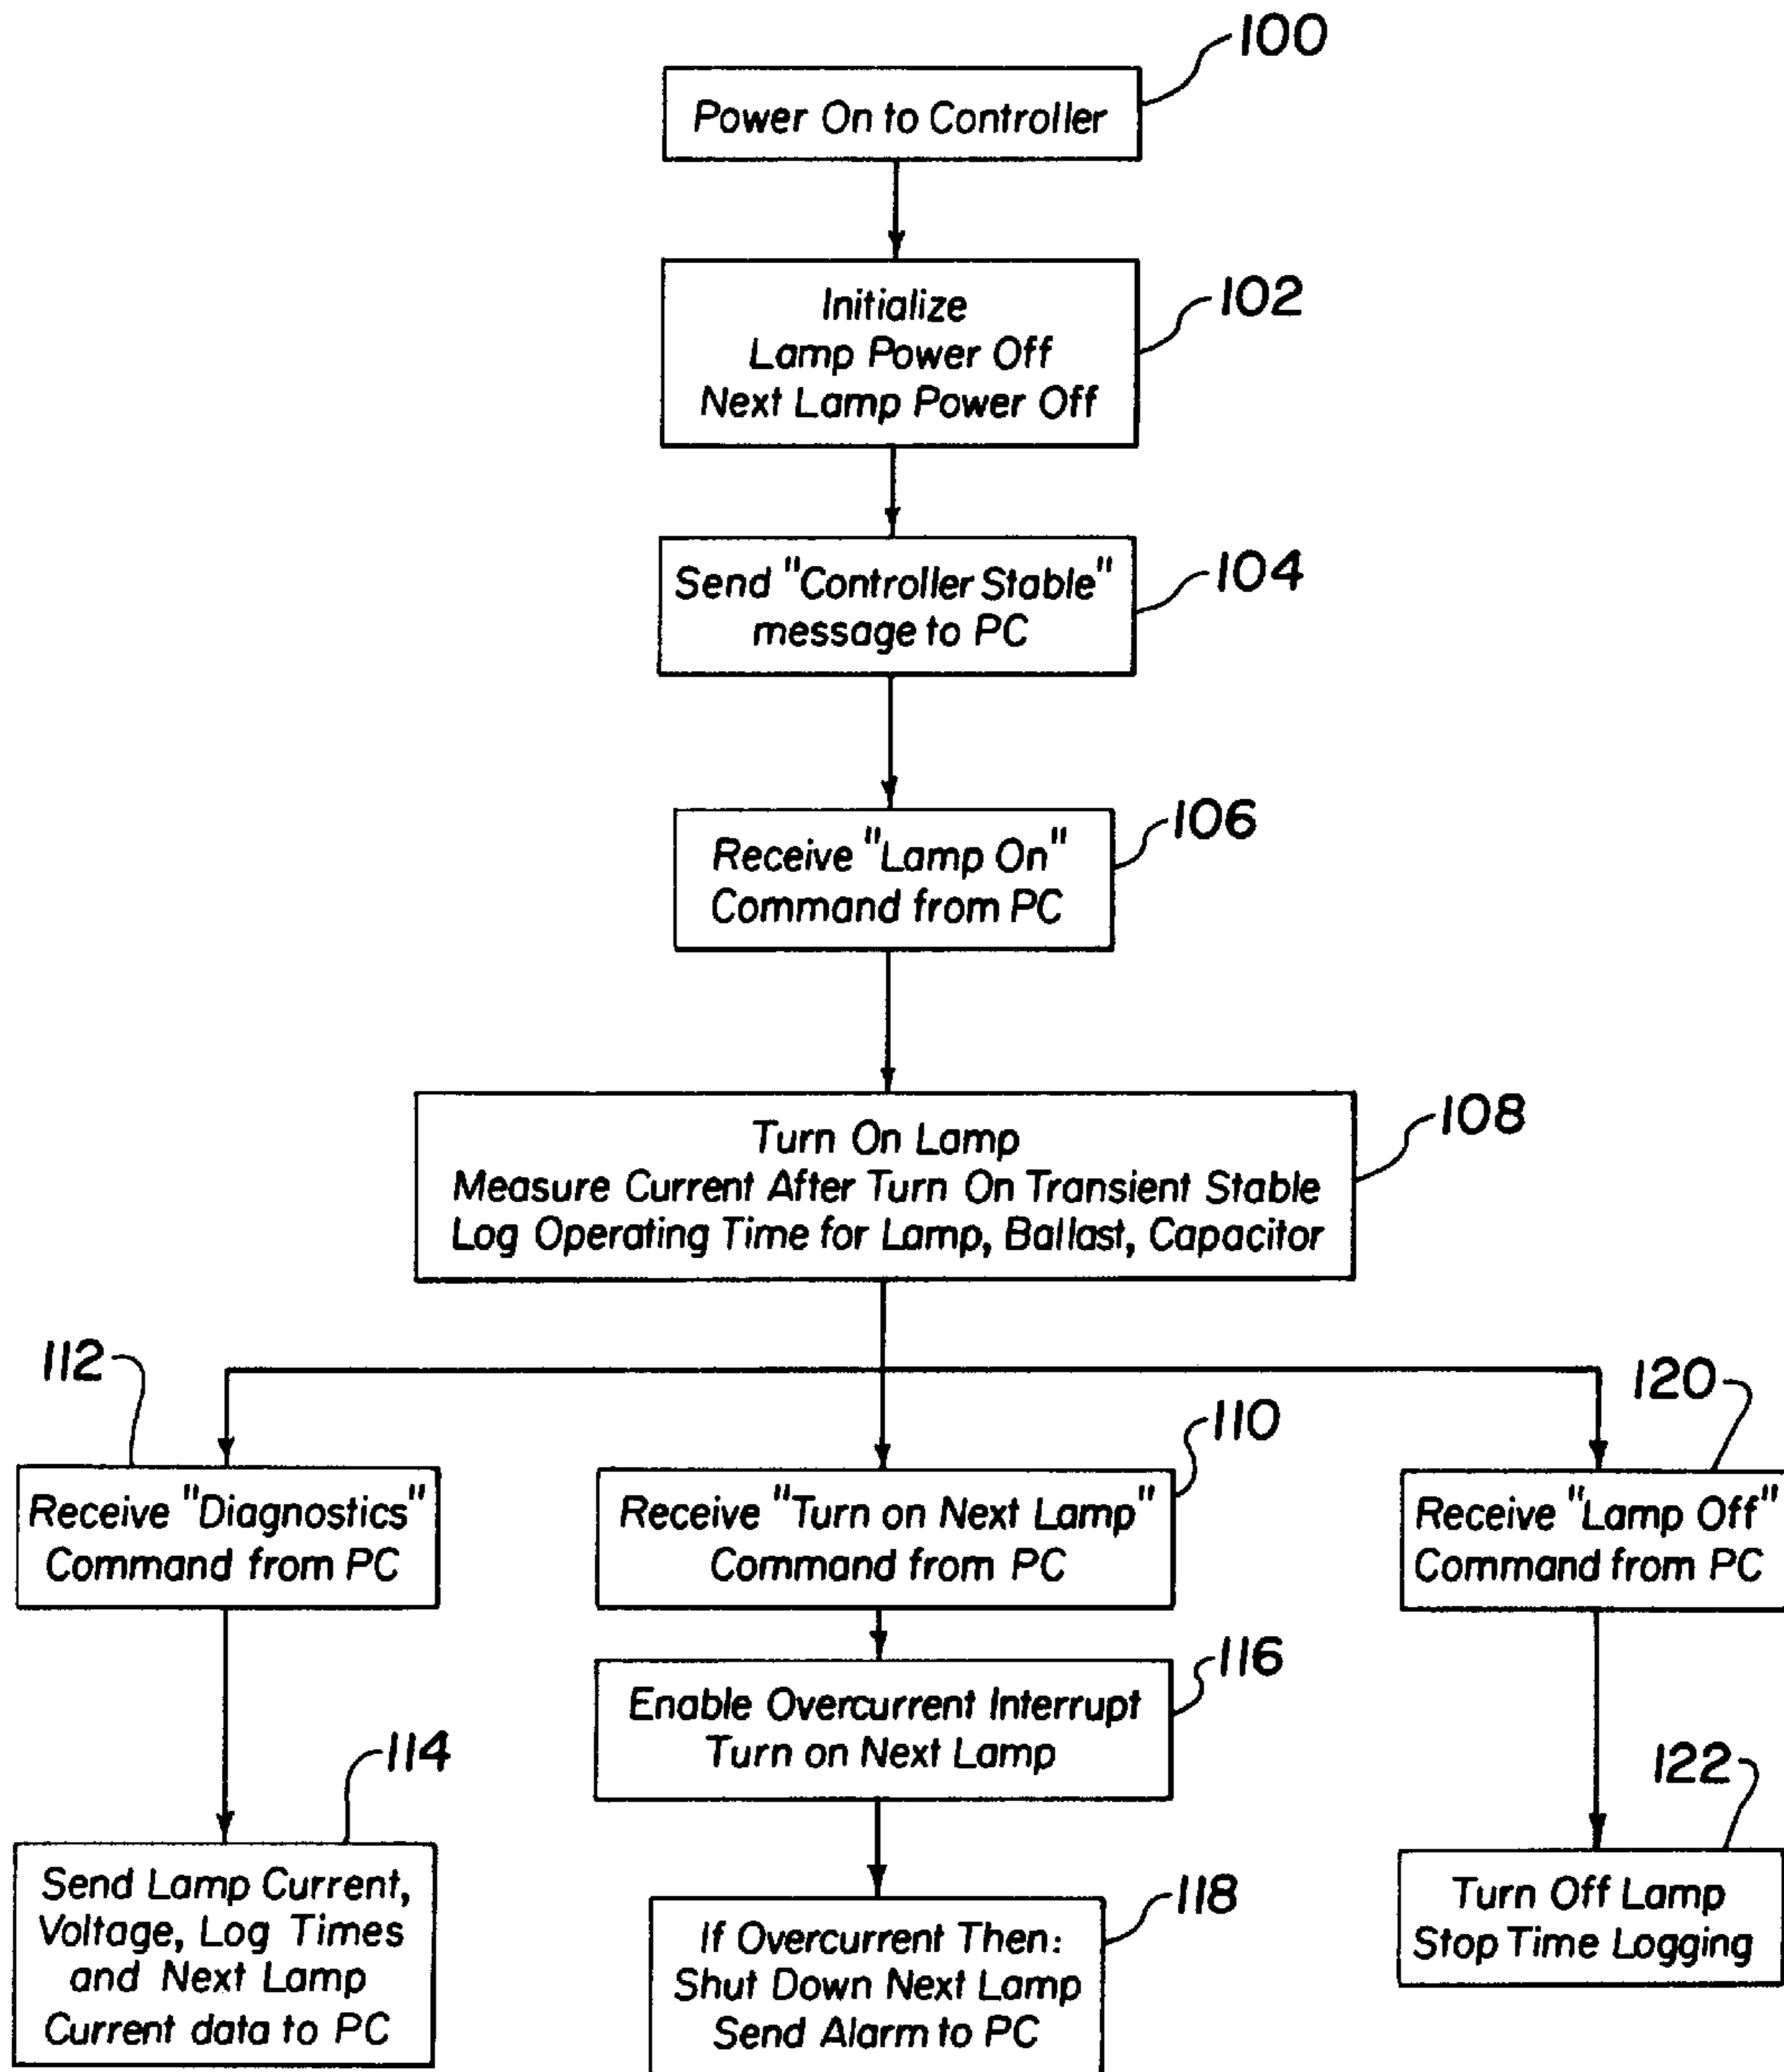 100
Power On to Controller
102
Initialize
Lamp Power Off
Next Lamp Power Off
104
Send "Controller Stable"
message to PC
106
Receive "Lamp On"
Command from PC
108
Turn On Lamp
Measure Current After Turn On Transient Stable
Log Operating Time for Lamp, Ballast, Capacitor
112
Receive "Diagnostics"
Command from PC
110
Receive "Turn on Next Lamp"
Command from PC
120
Receive "Lamp Off"
Command from PC
114
Send Lamp Current,
Voltage, Log Times
and Next Lamp
Current data to PC
116
Enable Overcurrent Interrupt
Turn on Next Lamp
118
If Overcurrent Then:
Shut Down Next Lamp
Send Alarm to PC
122
Turn Off Lamp
Stop Time Logging